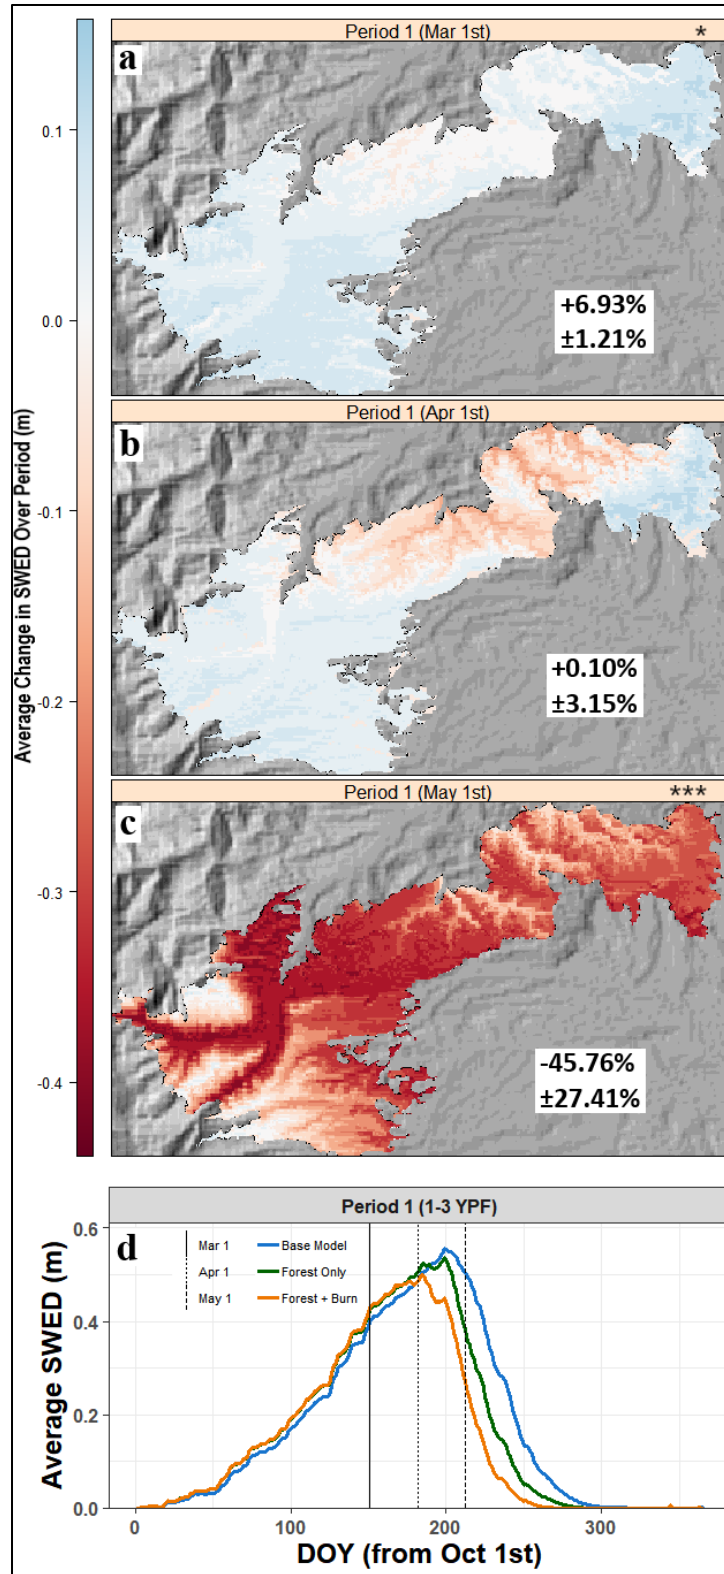 Period 1 (Mar 1st) *
a
+6.93%
±1.21%
Period 1 (Apr 1st)
b
+0.10%
±3.15%
Period 1 (May 1st) ***
c
-45.76%
±27.41%
Average Change in SWED Over Period (m)
0.1
0.0
-0.1
-0.2
-0.3
-0.4
Period 1 (1-3 YPF)
d
Mar 1 Base Model
Apr 1 Forest Only
May 1 Forest + Burn
Average SWED (m)
0.6
0.4
0.2
0.0
0 100 200 300
DOY (from Oct 1st)